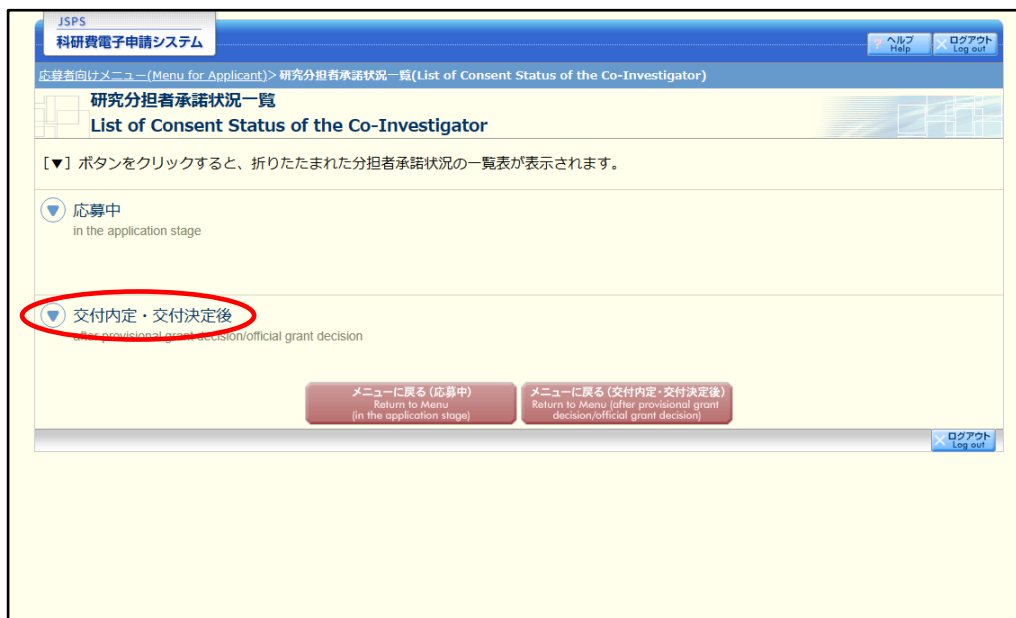 JSPS
科研費電子申請システム
ヘルプ
Help
ログアウト
Log out
応募者向けメニュー(Menu for Applicant)>研究分担者承諾状況一覧(List of Consent Status of the Co-Investigator)
研究分担者承諾状況一覧
List of Consent Status of the Co-Investigator
[▼] ボタンをクリックすると、折りたたまれた分担者承諾状況の一覧表が表示されます。
応募中
in the application stage
交付内定・交付決定後
after provisional grant decision/official grant decision
メニューに戻る(応募中)
Return to Menu
(in the application stage)
メニューに戻る(交付内定・交付決定後)
Return to Menu (after provisional grant
decision/official grant decision)
ログアウト
Log out